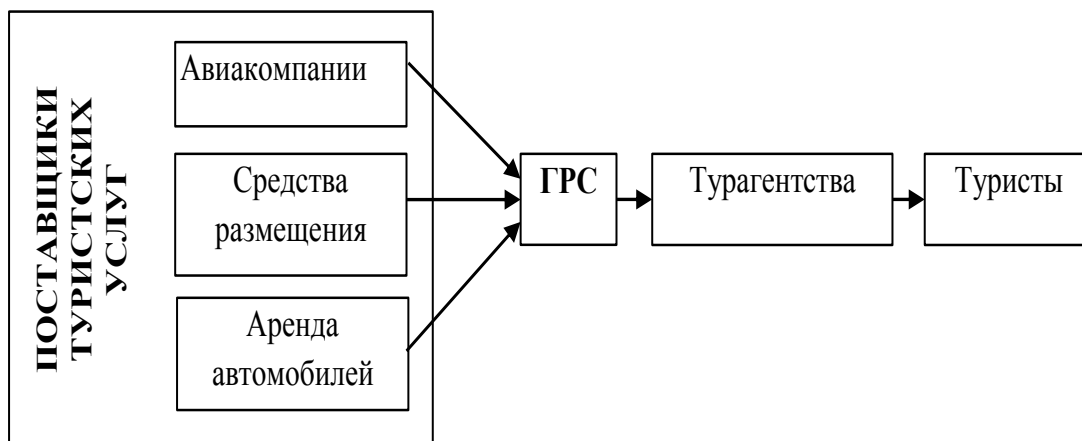 ПОСТАВЩИКИ
ТУРИСТСКИХ
УСЛУГ
Авиакомпании
Средства
размещения
Аренда
автомобилей
ГРС
Турагентства
Туристы